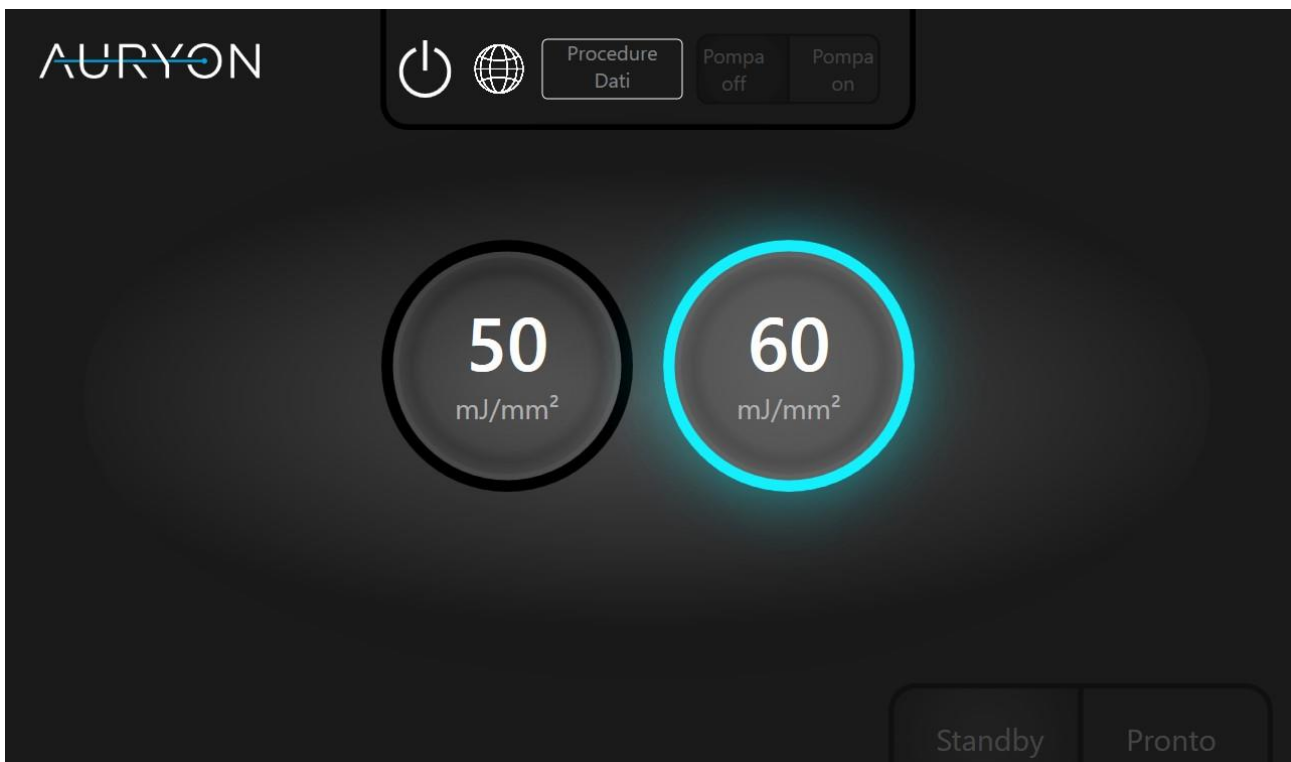 AURYON
Procedure
Dati
Pompa
off
Pompa
on
50
mJ/mm²
60
mJ/mm²
Standby
Pronto